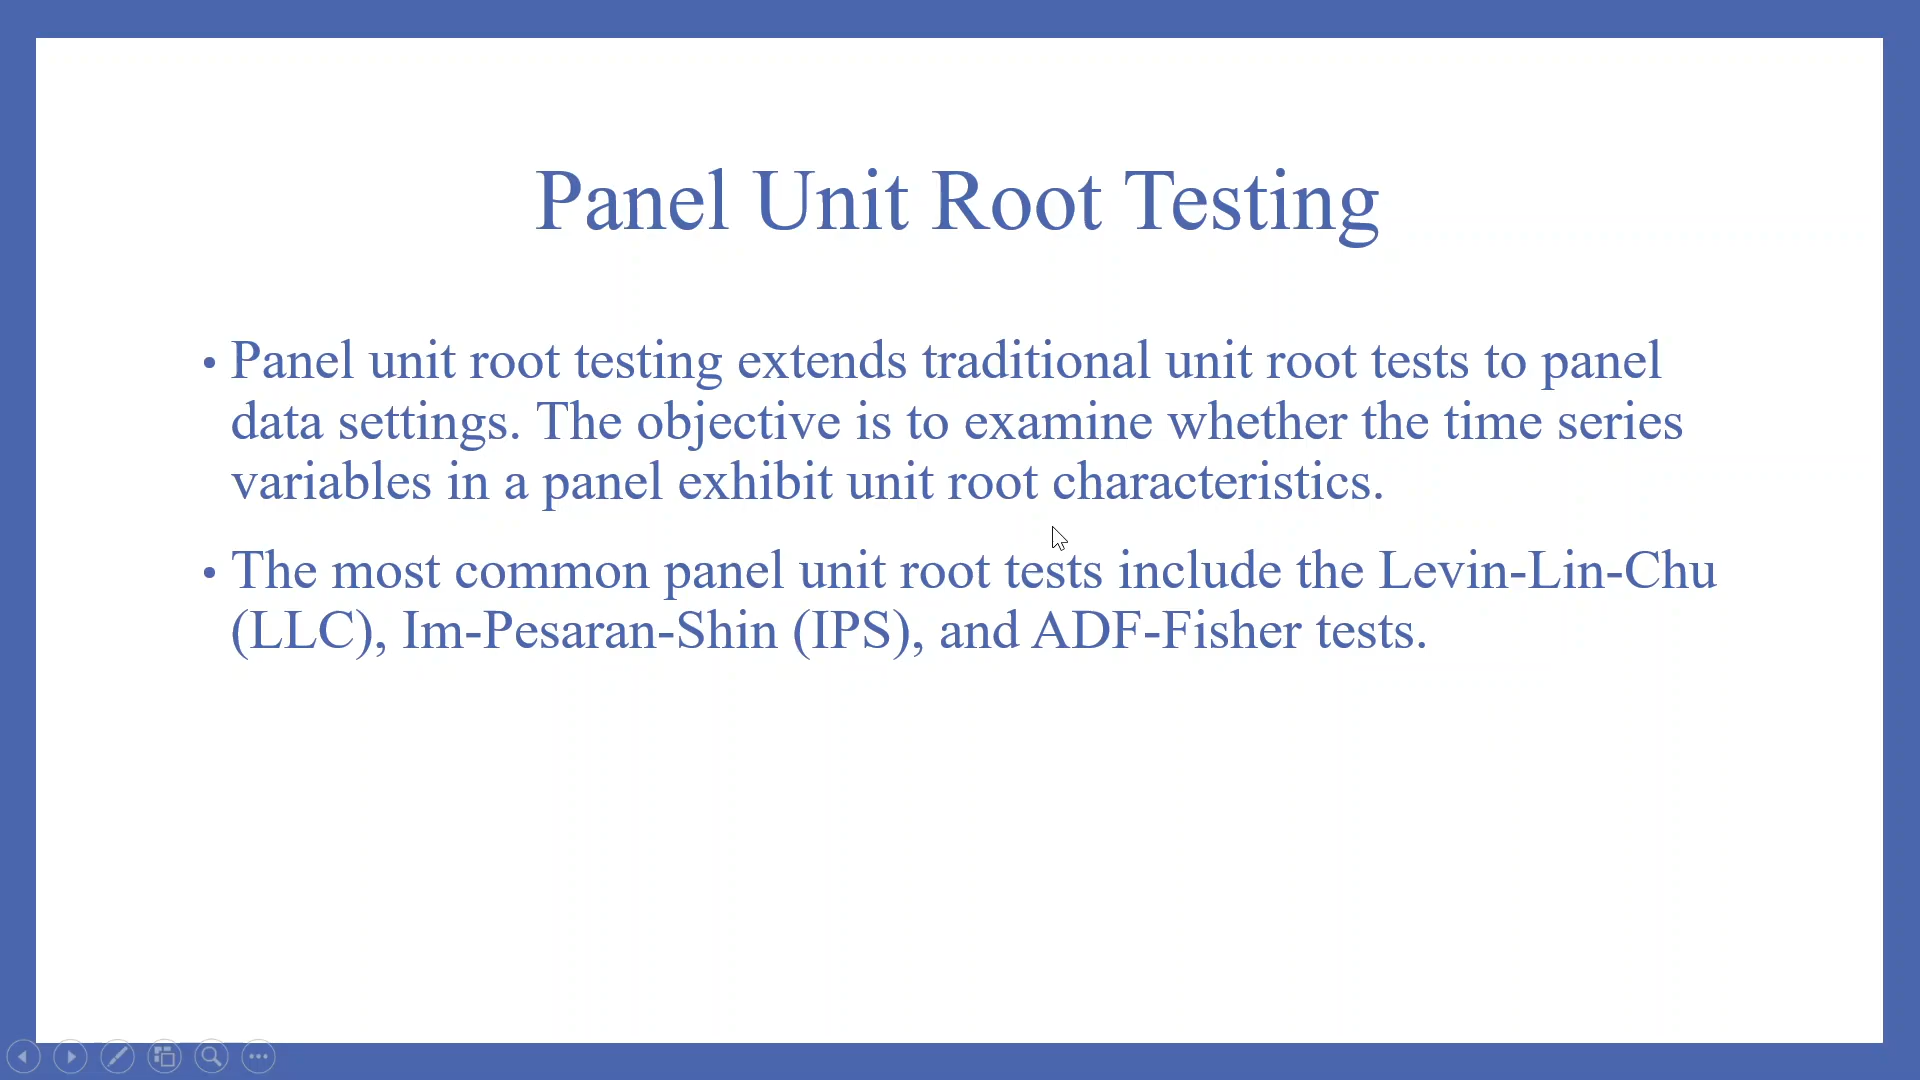 Panel Unit Root Testing
• Panel unit root testing extends traditional unit root tests to panel
data settings. The objective is to examine whether the time series
variables in a panel exhibit unit root characteristics.
• The most common panel unit root tests include the Levin-Lin-Chu
(LLC), Im-Pesaran-Shin (IPS), and ADF-Fisher tests.